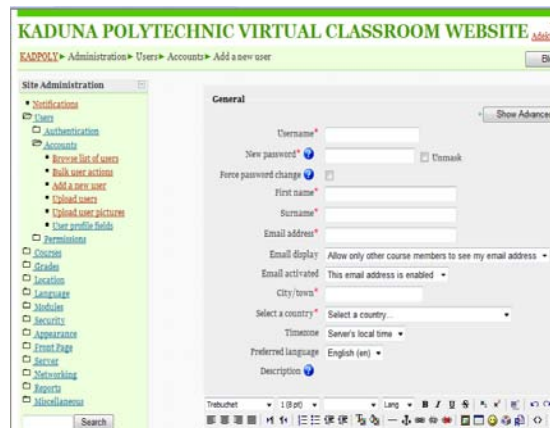 KADUNA POLYTECHNIC VIRTUAL CLASSROOM WEBSITE
KADPOLY ► Administration ► Users ► Accounts ► Add a new user
Site Administration
Notifications
Users
Authentication
Accounts
Browse list of users
Bulk user actions
Add a new user
Upload users
Upload user pictures
User profile fields
Permissions
Courses
Grades
Location
Language
Modules
Security
Appearance
Front Page
Server
Networking
Reports
Miscellaneous
Search
General
Show Advanced
Username*
New password* Unmask
Force password change
First name*
Surname*
Email address*
Email display Allow only other course members to see my email address
Email activated This email address is enabled
City/town*
Select a country* Select a country...
Timezone Server's local time
Preferred language English (en)
Description
Trebuchet 1 (8 pt) Lang B I U S